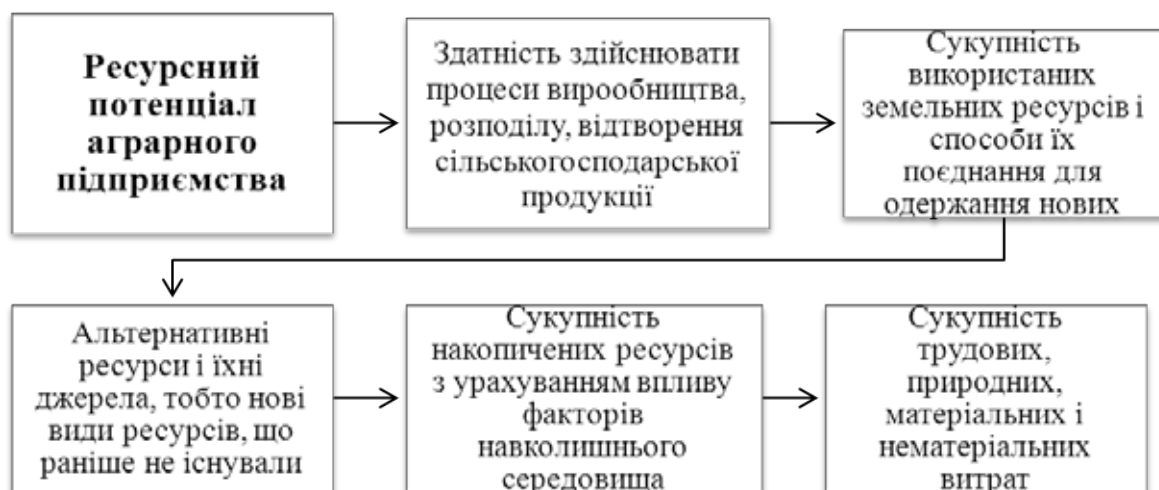 Ресурсний
потенціал
аграрного
підприємства
Здатність здійснювати
процеси вирообництва,
розподілу, відтворення
сільськогосподарської
продукції
Сукупність
використаних
земельних ресурсів і
способи їх
поєднання для
одержання нових
Альтернативні
ресурси і їхні
джерела, тобто нові
види ресурсів, що
раніше не існували
Сукупність
накопичених ресурсів
з урахуванням впливу
факторів
навколишнього
середовища
Сукупність
трудових,
природних,
матеріальних і
нематеріальних
витрат